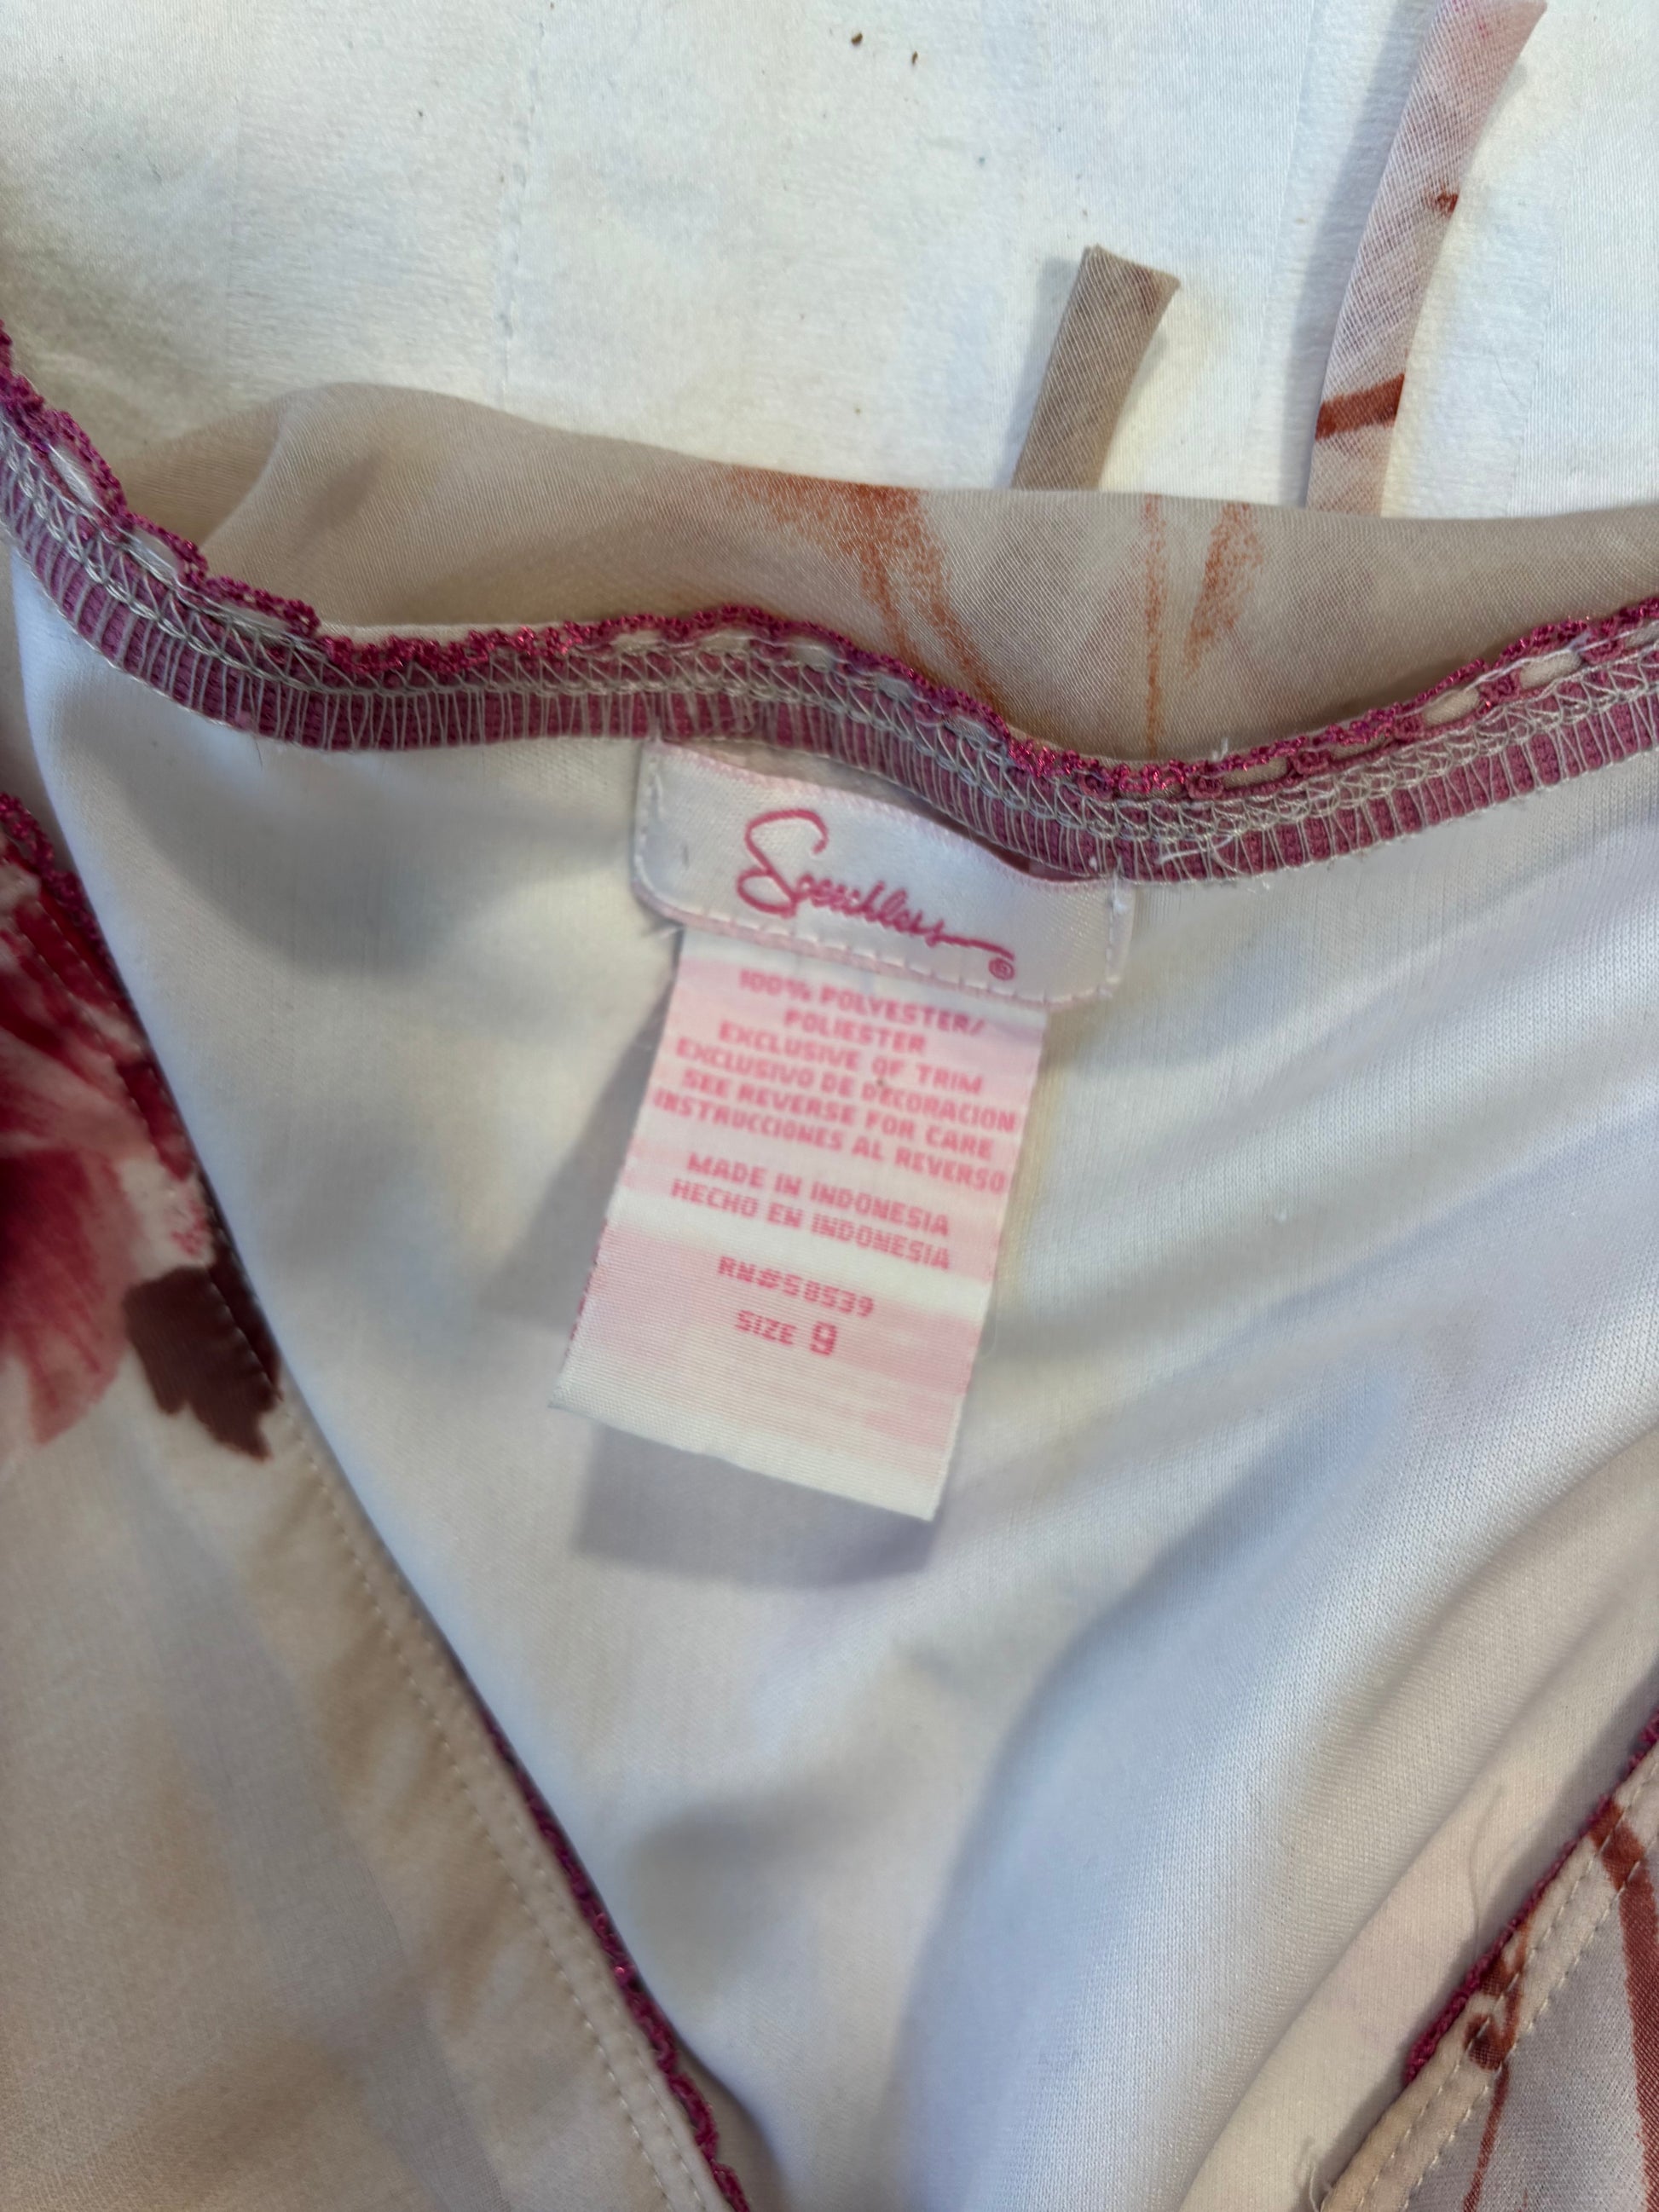 Speechless®
100% POLYESTER/
POLIESTER
EXCLUSIVE OF TRIM
EXCLUSIVO DE DECORACION
SEE REVERSE FOR CARE
INSTRUCCIONES AL REVERSO
MADE IN INDONESIA
HECHO EN INDONESIA
RN#58539
SIZE 9